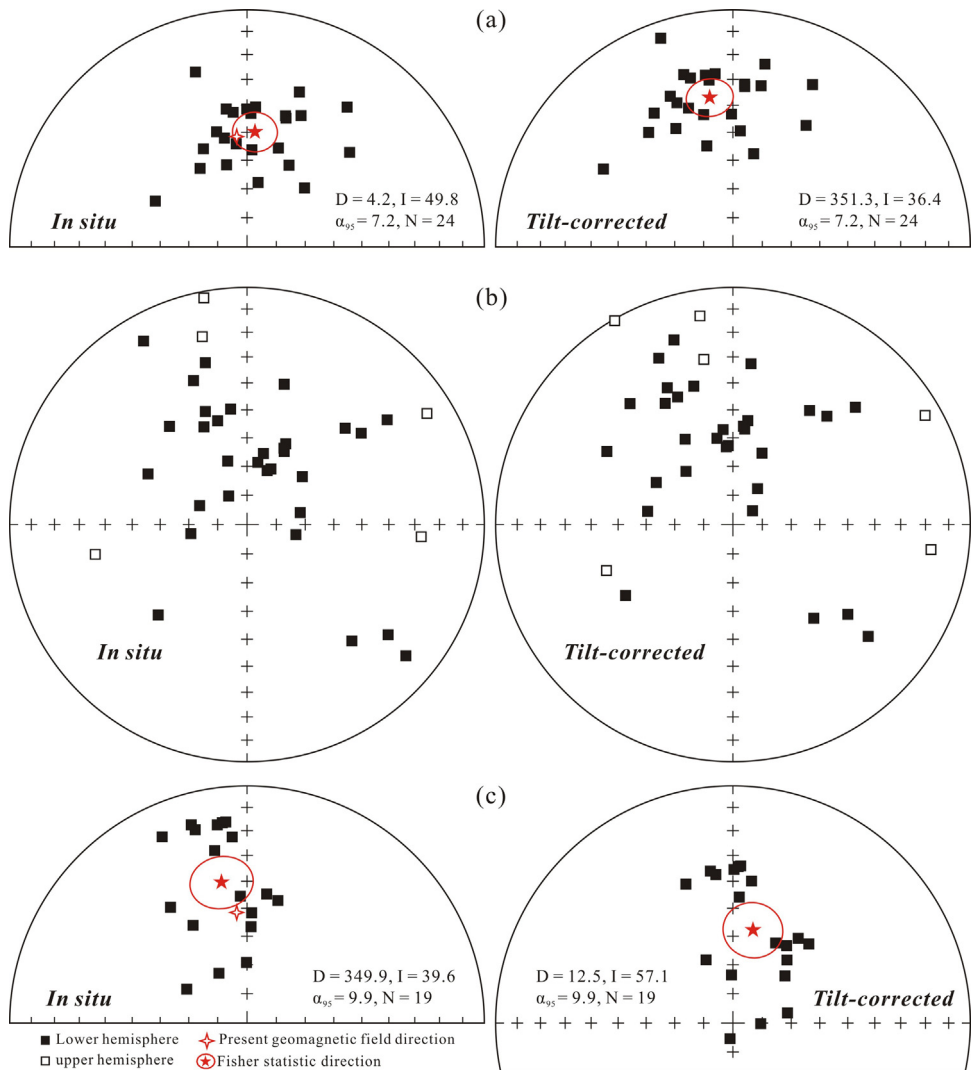 (a)
In situ
D = 4.2, I = 49.8
α₉₅ = 7.2, N = 24
Tilt-corrected
D = 351.3, I = 36.4
α₉₅ = 7.2, N = 24
(b)
In situ
Tilt-corrected
(c)
In situ
D = 349.9, I = 39.6
α₉₅ = 9.9, N = 19
D = 12.5, I = 57.1
α₉₅ = 9.9, N = 19
Tilt-corrected
Lower hemisphere
Present geomagnetic field direction
upper hemisphere
Fisher statistic direction